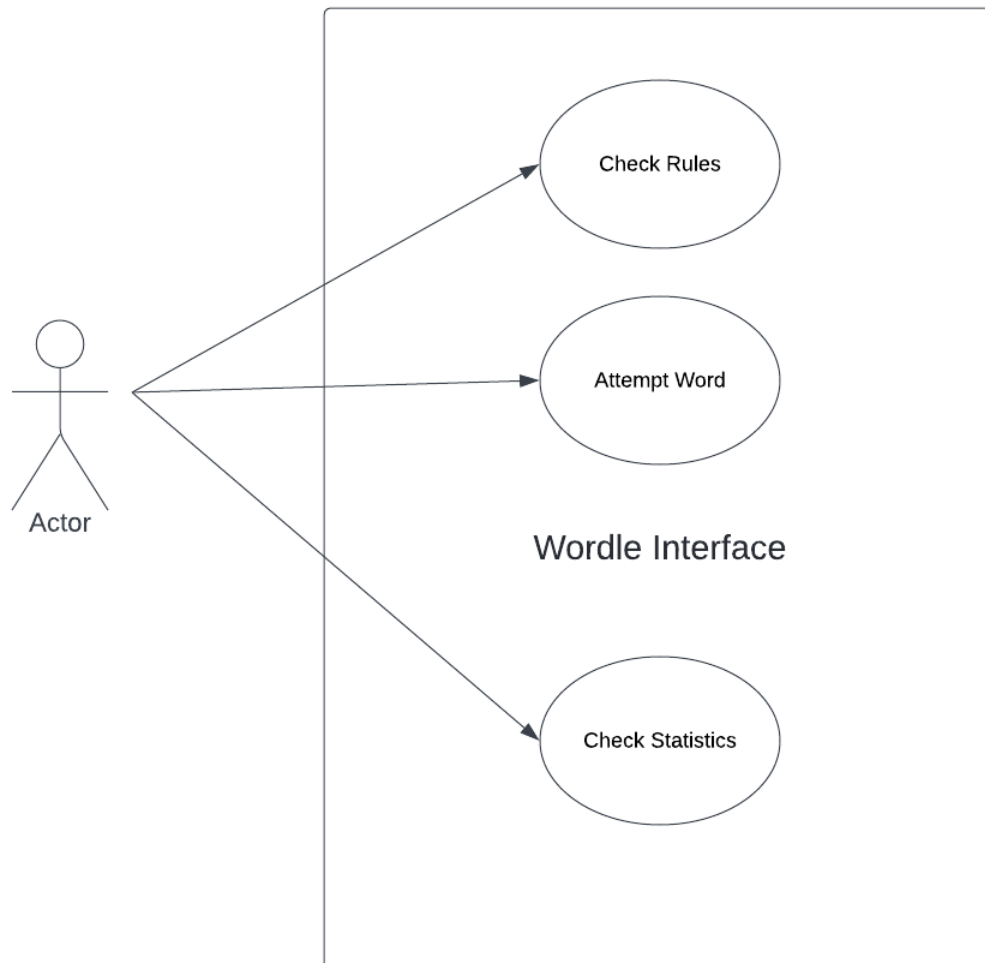 Check Rules
Attempt Word
Actor
Wordle Interface
Check Statistics